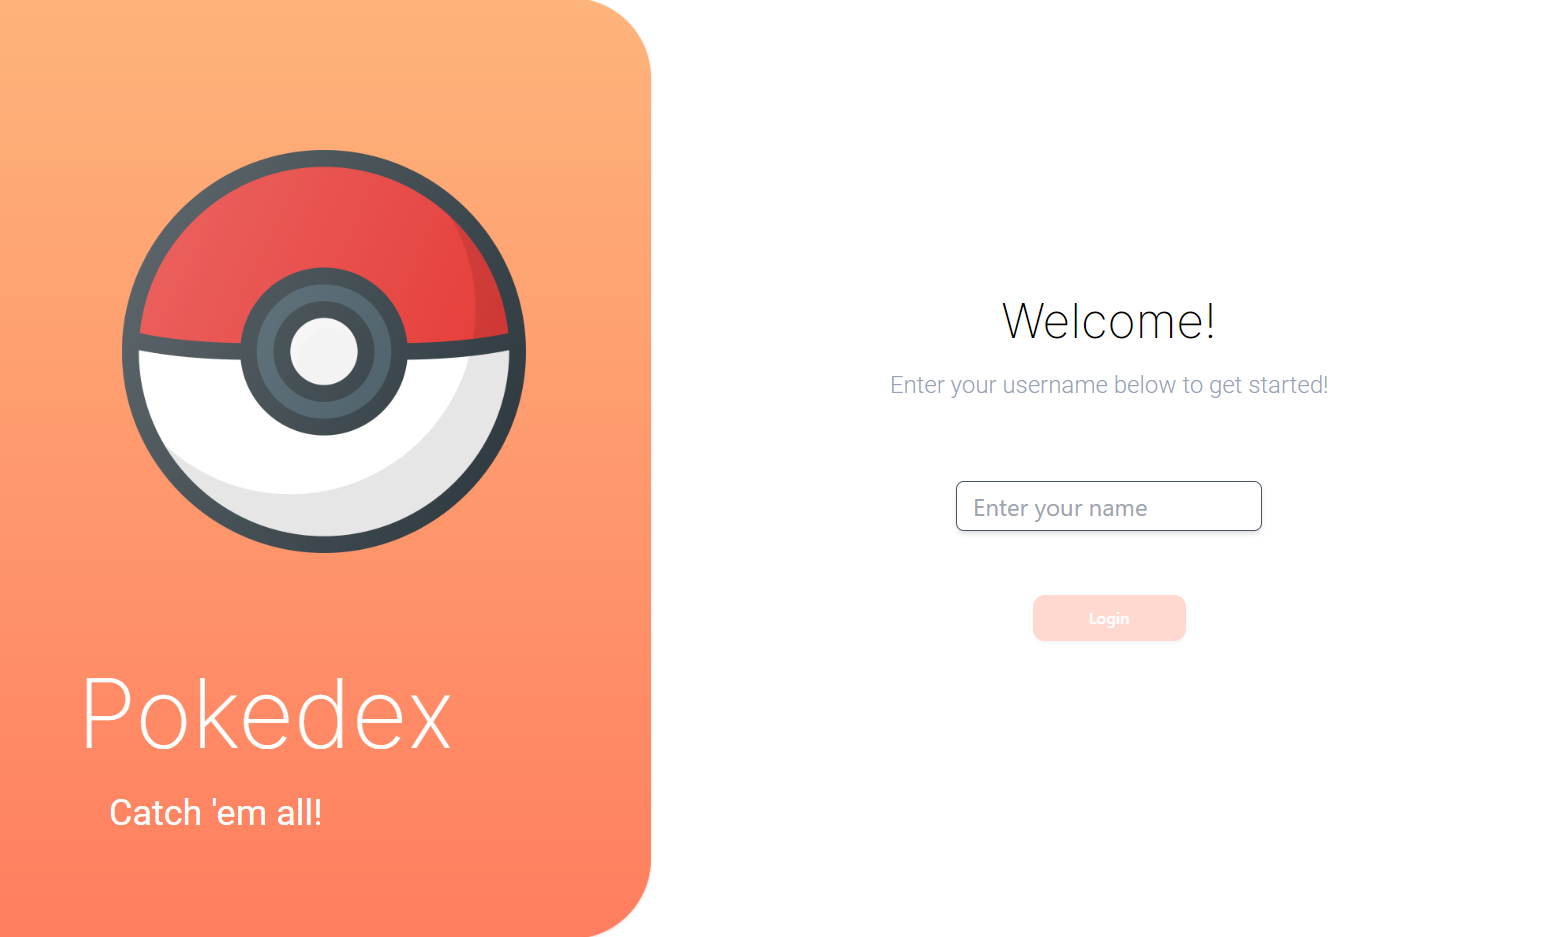 Pokedex
Catch 'em all!
Welcome!
Enter your username below to get started!
Enter your name
Login